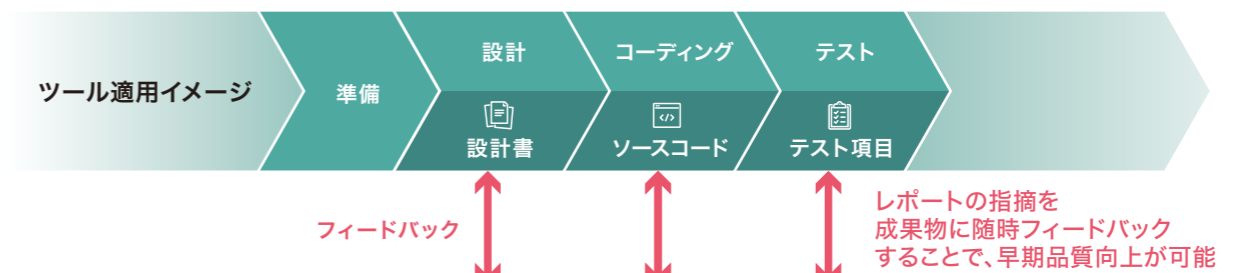 ツール適用イメージ
準備
設計
設計書
コーディング
</>
ソースコード
テスト
テスト項目
フィードバック
レポートの指摘を
成果物に随時フィードバック
することで、早期品質向上が可能